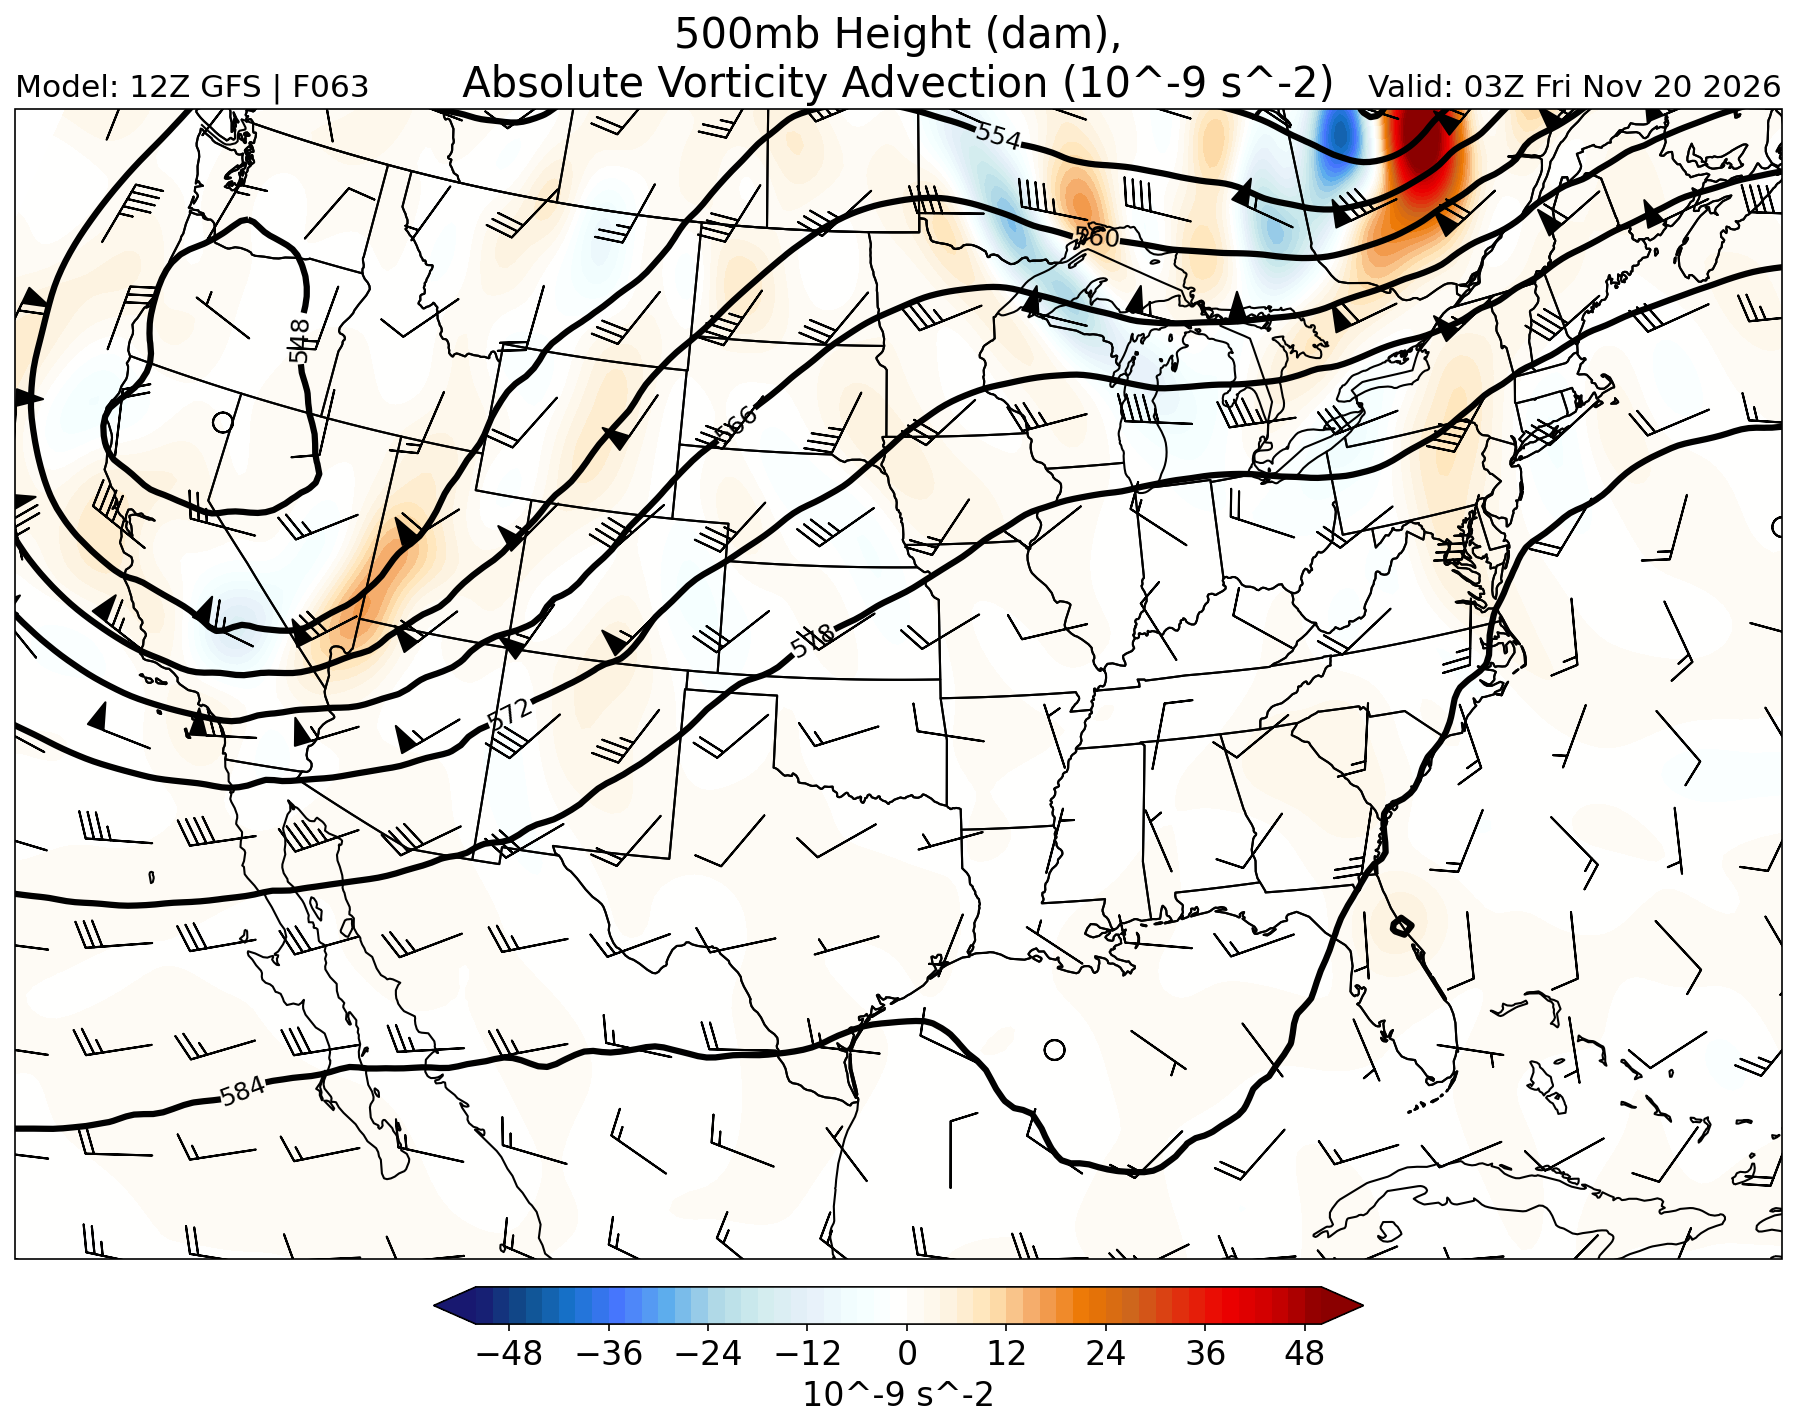 500mb Height (dam),
Model: 12Z GFS | F063
Absolute Vorticity Advection (10^-9 s^-2)
Valid: 03Z Fri Nov 20 2026
554
560
548
566
578
572
584
−48 −36 −24 −12 0 12 24 36 48
10^-9 s^-2